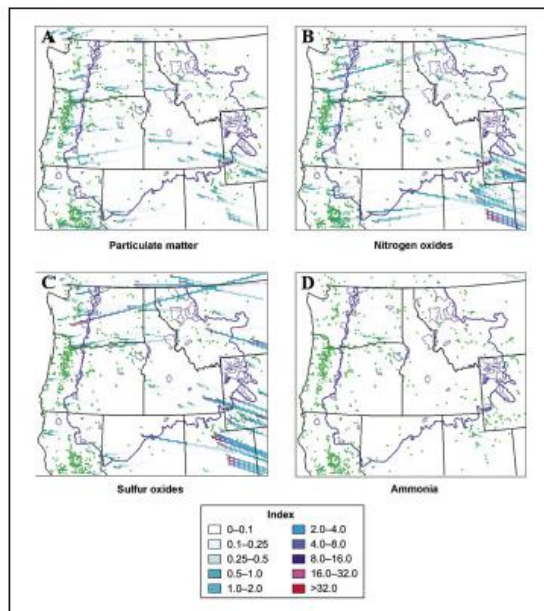 A
B
Particulate matter
Nitrogen oxides
C
D
Sulfur oxides
Ammonia
Index
0–0.1
0.1–0.25
0.25–0.5
0.5–1.0
1.0–2.0
2.0–4.0
4.0–8.0
8.0–16.0
16.0–32.0
>32.0